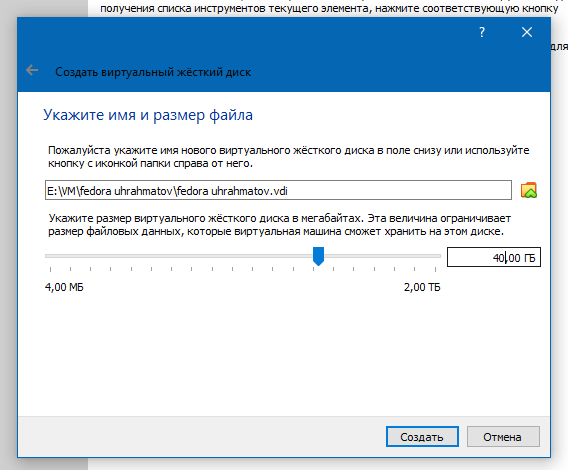 получения списка инструментов текущего элемента, нажмите соответствующую кнопку
?
для
Создать виртуальный жёсткий диск
Укажите имя и размер файла
Пожалуйста укажите имя нового виртуального жёсткого диска в поле снизу или используйте
кнопку с иконкой папки справа от него.
E:\VM\fedora uhrahmatov\fedora uhrahmatov.vdi
Укажите размер виртуального жёсткого диска в мегабайтах. Эта величина ограничивает
размер файловых данных, которые виртуальная машина сможет хранить на этом диске.
40,00 ГБ
4,00 МБ
2,00 ТБ
Создать
Отмена